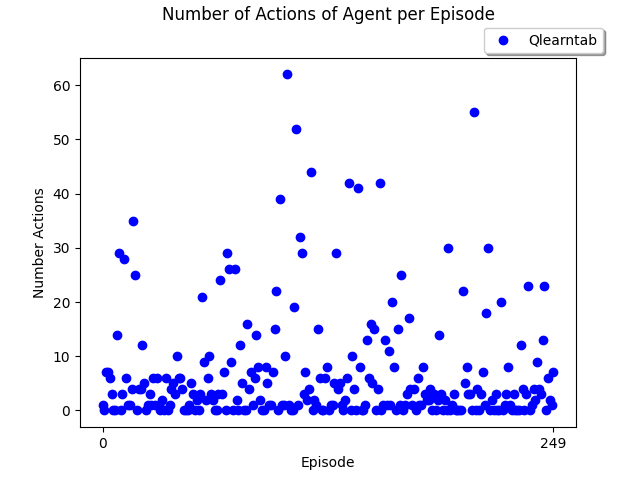 Number of Actions of Agent per Episode
Qlearntab
60
50
40
30
20
10
0
Number Actions
0
249
Episode